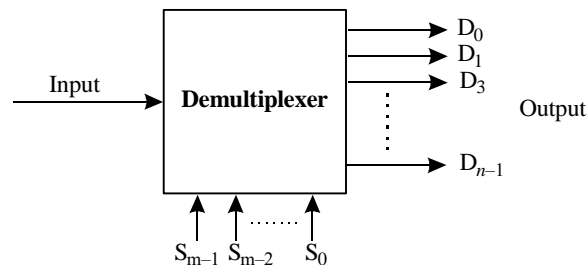 D₀
D₁
Input
Demultiplexer
D₃
Output
Dₙ₋₁
Sₘ₋₁ Sₘ₋₂ S₀